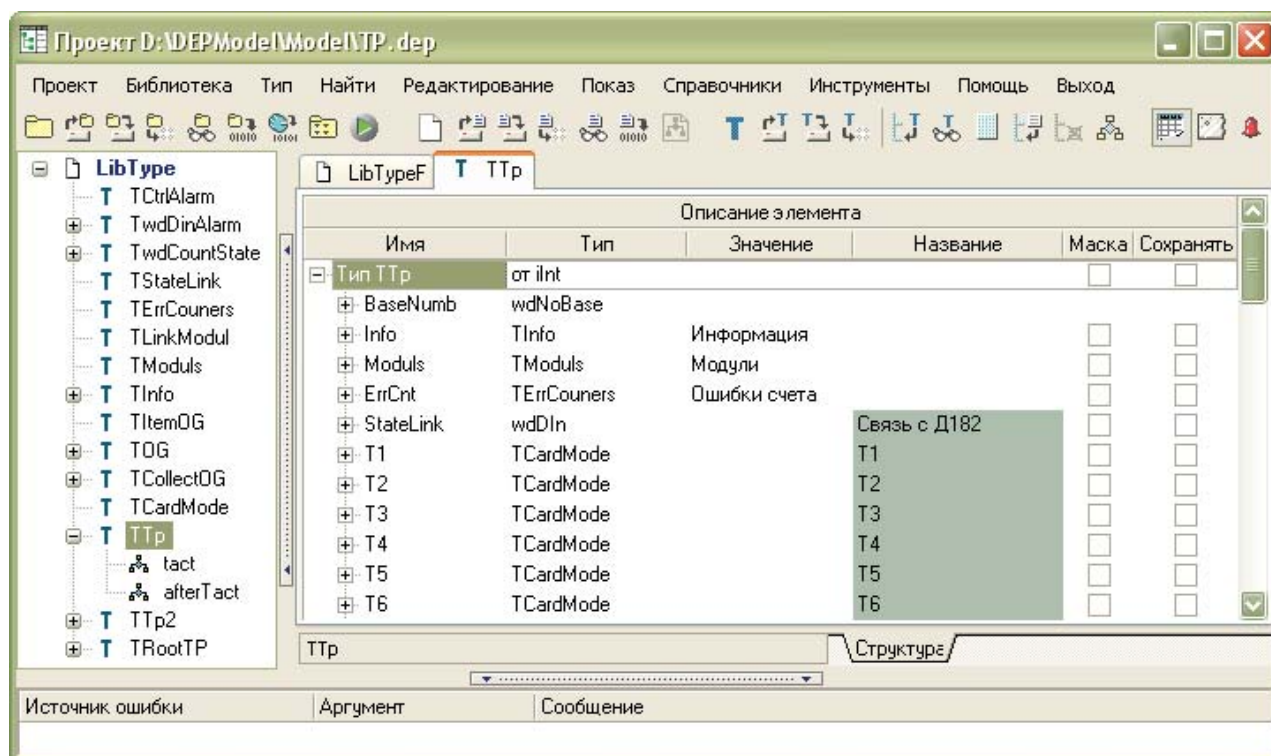 Проект D:\DEPModel\Model\TP.dep
Проект Библиотека Тип Найти Редактирование Показ Справочники Инструменты Помощь Выход
LibType
TCtrlAlarm
TwdDinAlarm
TwdCountState
TStateLink
TErrCouners
TLinkModul
TModuls
TInfo
TItemOG
TOG
TCollectOG
TCardMode
TTp
tact
afterTact
TTp2
TRootTP
LibTypeF T TTp
Описание элемента
Имя Тип Значение Название Маска Сохранять
Тип TTp от iInt
BaseNumb wdNoBase
Info TInfo Информация
Moduls TModuls Модули
ErrCnt TErrCouners Ошибки счета
StateLink wdDIn Связь с Д182
T1 TCardMode T1
T2 TCardMode T2
T3 TCardMode T3
T4 TCardMode T4
T5 TCardMode T5
T6 TCardMode T6
TTp Структура
Источник ошибки Аргумент Сообщение